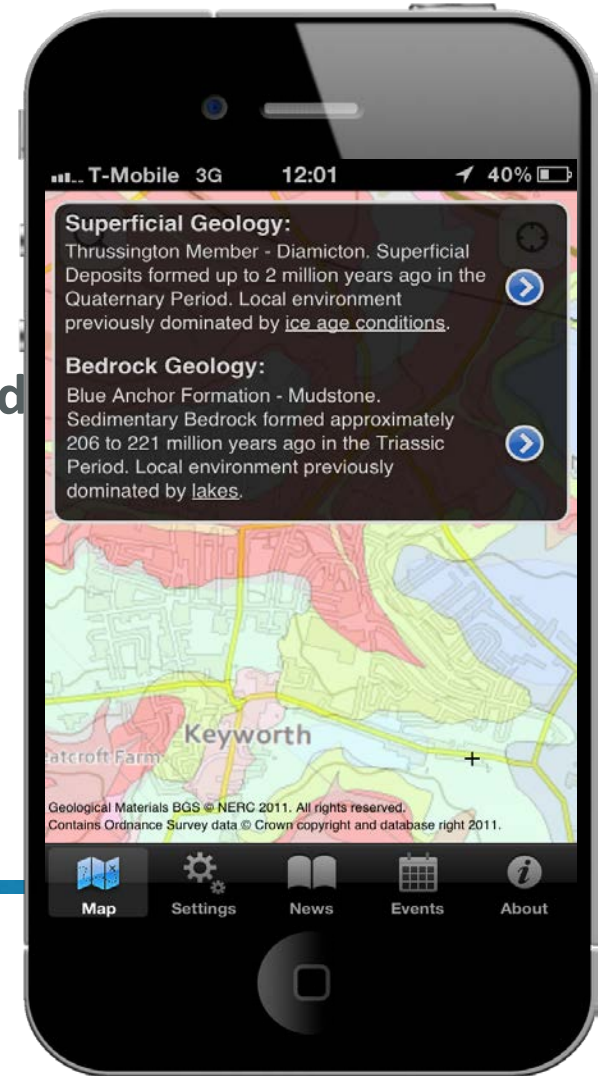 T-Mobile 3G 12:01 40%
Superficial Geology:
Thrussington Member - Diamicton. Superficial
Deposits formed up to 2 million years ago in the
Quaternary Period. Local environment
previously dominated by ice age conditions.
Bedrock Geology:
Blue Anchor Formation - Mudstone.
Sedimentary Bedrock formed approximately
206 to 221 million years ago in the Triassic
Period. Local environment previously
dominated by lakes.
d
Keyworth
eatcroft Farm
Geological Materials BGS © NERC 2011. All rights reserved.
Contains Ordnance Survey data © Crown copyright and database right 2011.
Map Settings News Events About